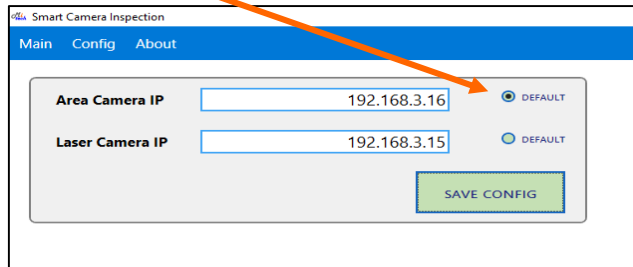 Smart Camera Inspection
Main Config About
Area Camera IP 192.168.3.16 DEFAULT
Laser Camera IP 192.168.3.15 DEFAULT
SAVE CONFIG